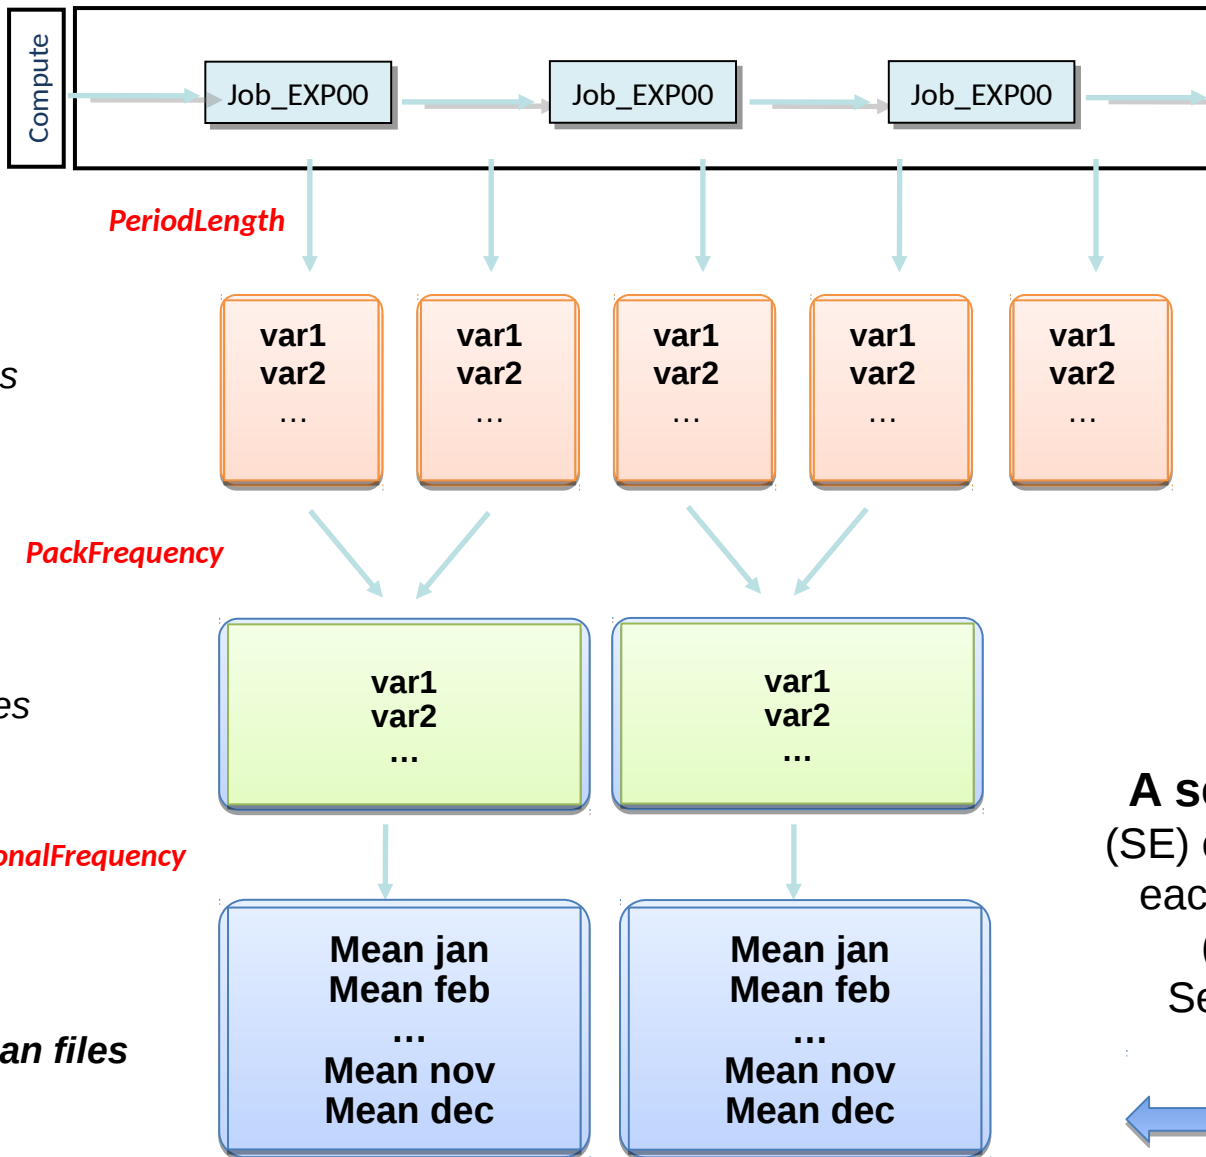 Compute
Job_EXP00
Job_EXP00
Job_EXP00
PeriodLength
var1
var2
...
var1
var2
...
var1
var2
...
var1
var2
...
var1
var2
...
s
PackFrequency
var1
var2
...
var1
var2
...
es
onalFrequency
A se
(SE) 
eac
(
Se
Mean jan
Mean feb
...
Mean nov
Mean dec
Mean jan
Mean feb
...
Mean nov
Mean dec
an files